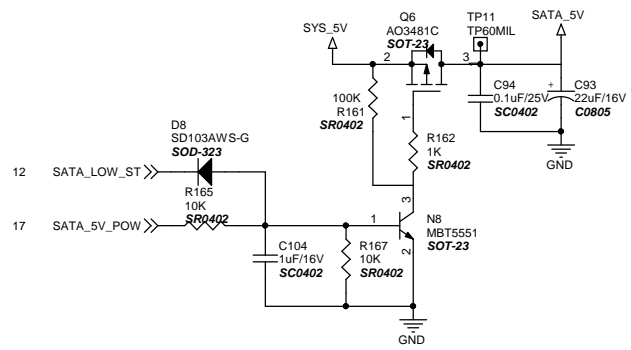 Q6
AO3481C
SOT-23
TP11
TP60MIL
SYS_5V
SATA_5V
2
3
1
100K
R161
SR0402
C94
0.1uF/25V
SC0402
+
C93
22uF/16V
C0805
GND
R162
1K
SR0402
D8
SD103AWS-G
SOD-323
12 SATA_LOW_ST
R165
10K
SR0402
17 SATA_5V_POW
1
3
2
N8
MBT5551
SOT-23
C104
1uF/16V
SC0402
R167
10K
SR0402
GND